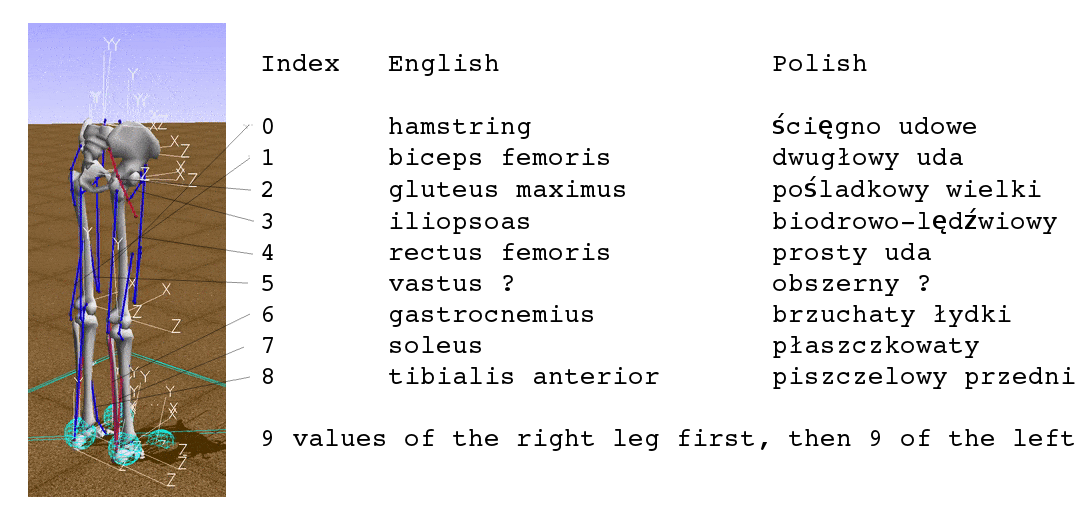 Index English Polish
0 hamstring ścięgno udowe
1 biceps femoris dwugłowy uda
2 gluteus maximus pośladkowy wielki
3 iliopsoas biodrowo-lędźwiowy
4 rectus femoris prosty uda
5 vastus ? obszerny ?
6 gastrocnemius brzuchaty łydki
7 soleus płaszczkowaty
8 tibialis anterior piszczelowy przedni
9 values of the right leg first, then 9 of the left